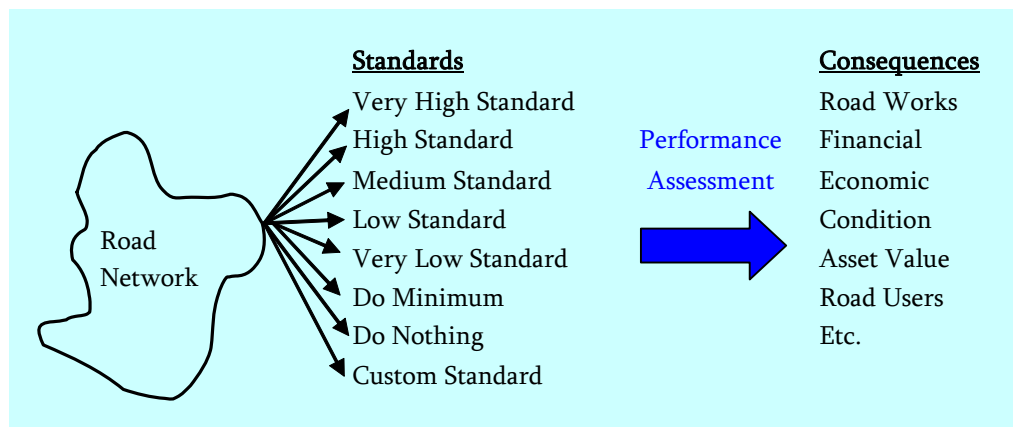 Road
Network
Standards
Very High Standard
High Standard
Medium Standard
Low Standard
Very Low Standard
Do Minimum
Do Nothing
Custom Standard
Performance
Assessment
Consequences
Road Works
Financial
Economic
Condition
Asset Value
Road Users
Etc.